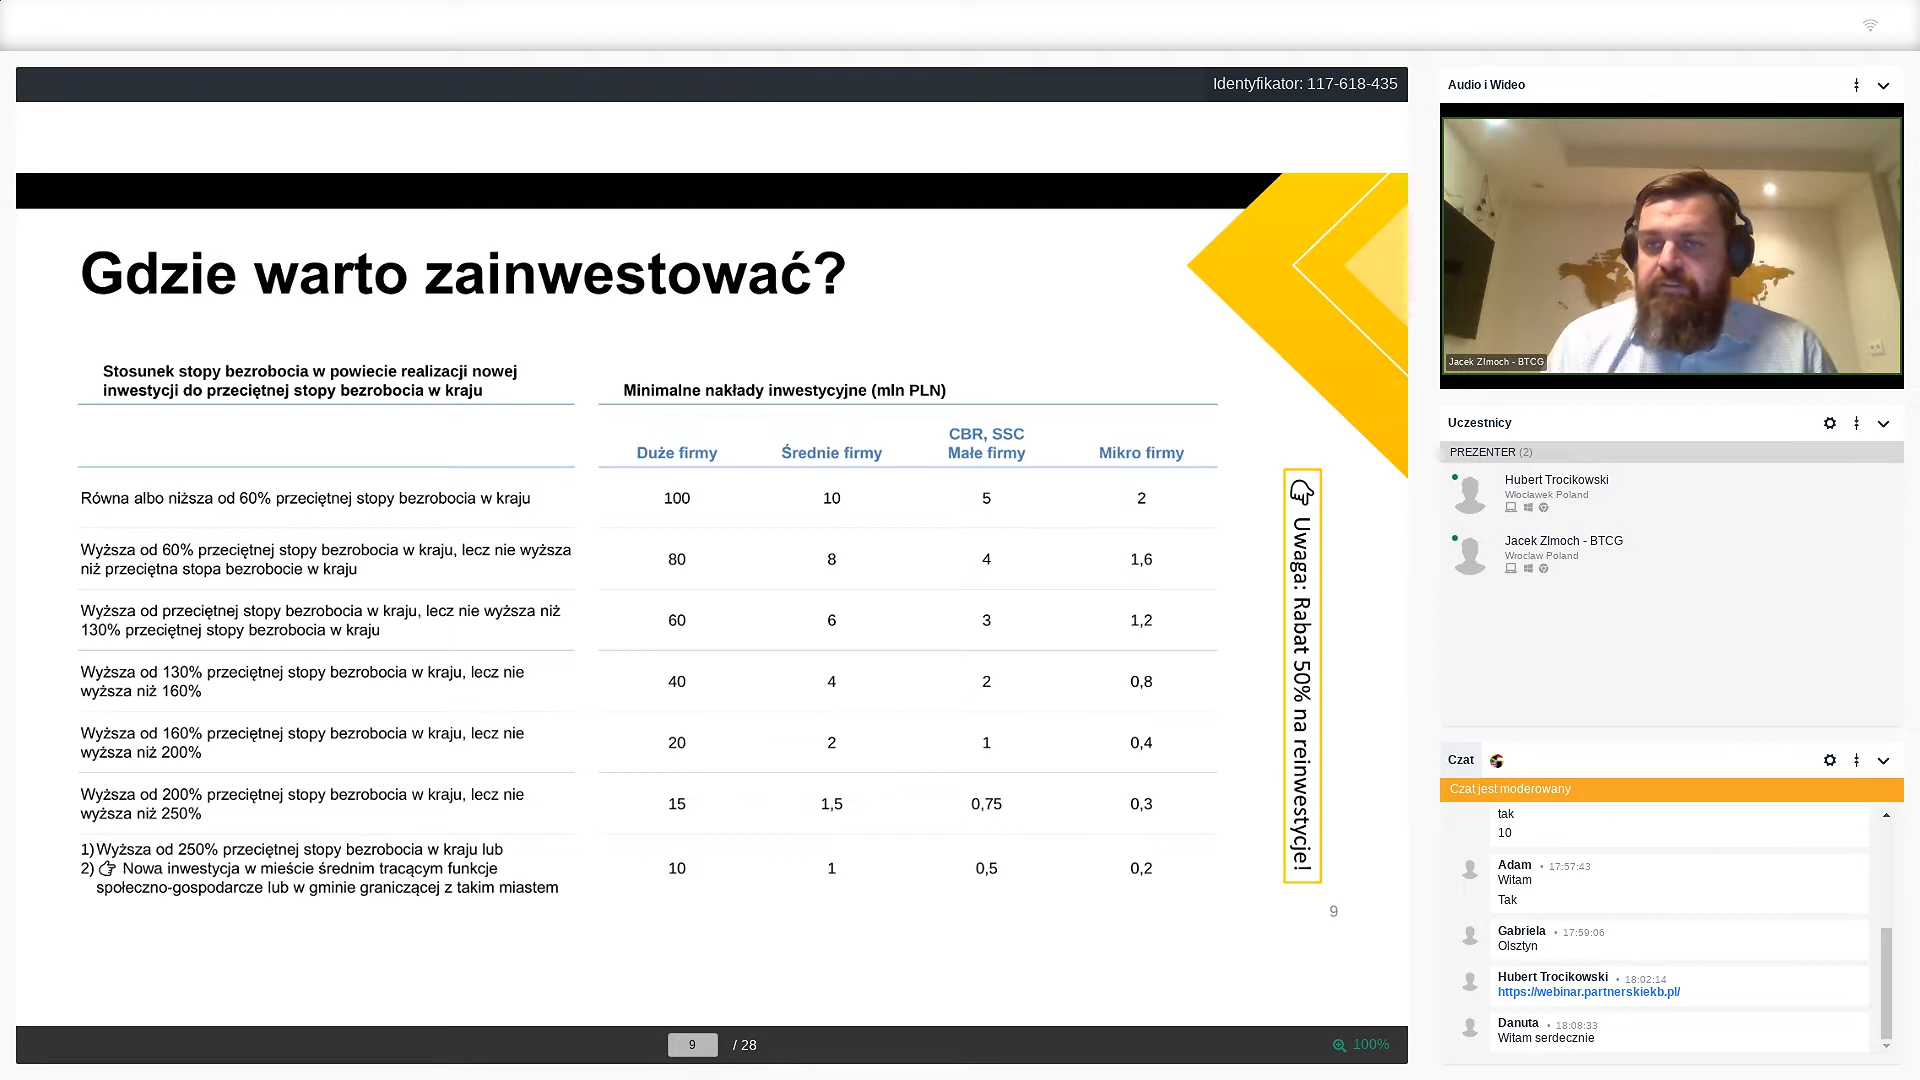 Identyfikator: 117-618-435
Gdzie warto zainwestować?
Stosunek stopy bezrobocia w powiecie realizacji nowej
inwestycji do przeciętnej stopy bezrobocia w kraju
Minimalne nakłady inwestycyjne (mln PLN)
Duże firmy
Średnie firmy
CBR, SSC
Małe firmy
Mikro firmy
Równa albo niższa od 60% przeciętnej stopy bezrobocia w kraju
100 10 5 2
Wyższa od 60% przeciętnej stopy bezrobocia w kraju, lecz nie wyższa
niż przeciętna stopa bezrobocie w kraju
80 8 4 1,6
Wyższa od przeciętnej stopy bezrobocia w kraju, lecz nie wyższa niż
130% przeciętnej stopy bezrobocia w kraju
60 6 3 1,2
Wyższa od 130% przeciętnej stopy bezrobocia w kraju, lecz nie
wyższa niż 160%
40 4 2 0,8
Wyższa od 160% przeciętnej stopy bezrobocia w kraju, lecz nie
wyższa niż 200%
20 2 1 0,4
Wyższa od 200% przeciętnej stopy bezrobocia w kraju, lecz nie
wyższa niż 250%
15 1,5 0,75 0,3
1) Wyższa od 250% przeciętnej stopy bezrobocia w kraju lub
2) 👉 Nowa inwestycja w mieście średnim tracącym funkcje
społeczno-gospodarcze lub w gminie graniczącej z takim miastem
10 1 0,5 0,2
👉 Uwaga: Rabat 50% na reinwestycje!
9
9 / 28
100%
Audio i Wideo
Jacek ZImoch - BTCG
Uczestnicy
PREZENTER (2)
Hubert Trocikowski
Włocławek Poland
Jacek ZImoch - BTCG
Wroclaw Poland
Czat
Czat jest moderowany
tak
10
Adam • 17:57:43
Witam
Tak
Gabriela • 17:59:06
Olsztyn
Hubert Trocikowski • 18:02:14
https://webinar.partnerskiekb.pl/
Danuta • 18:08:33
Witam serdecznie